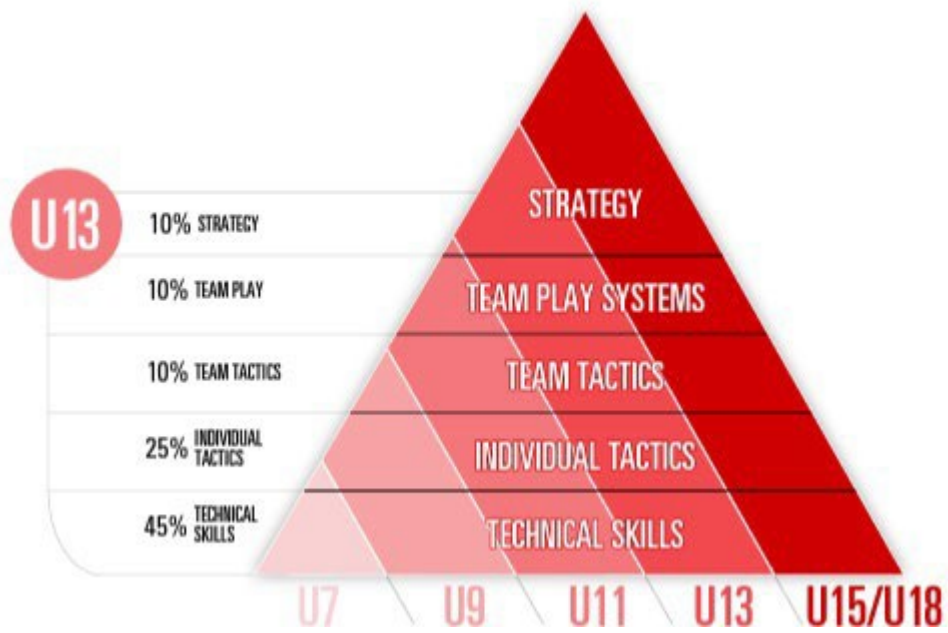 U13
10% STRATEGY
10% TEAM PLAY
10% TEAM TACTICS
25% INDIVIDUAL
TACTICS
45% TECHNICAL
SKILLS
STRATEGY
TEAM PLAY SYSTEMS
TEAM TACTICS
INDIVIDUAL TACTICS
TECHNICAL SKILLS
U7 U9 U11 U13 U15/U18